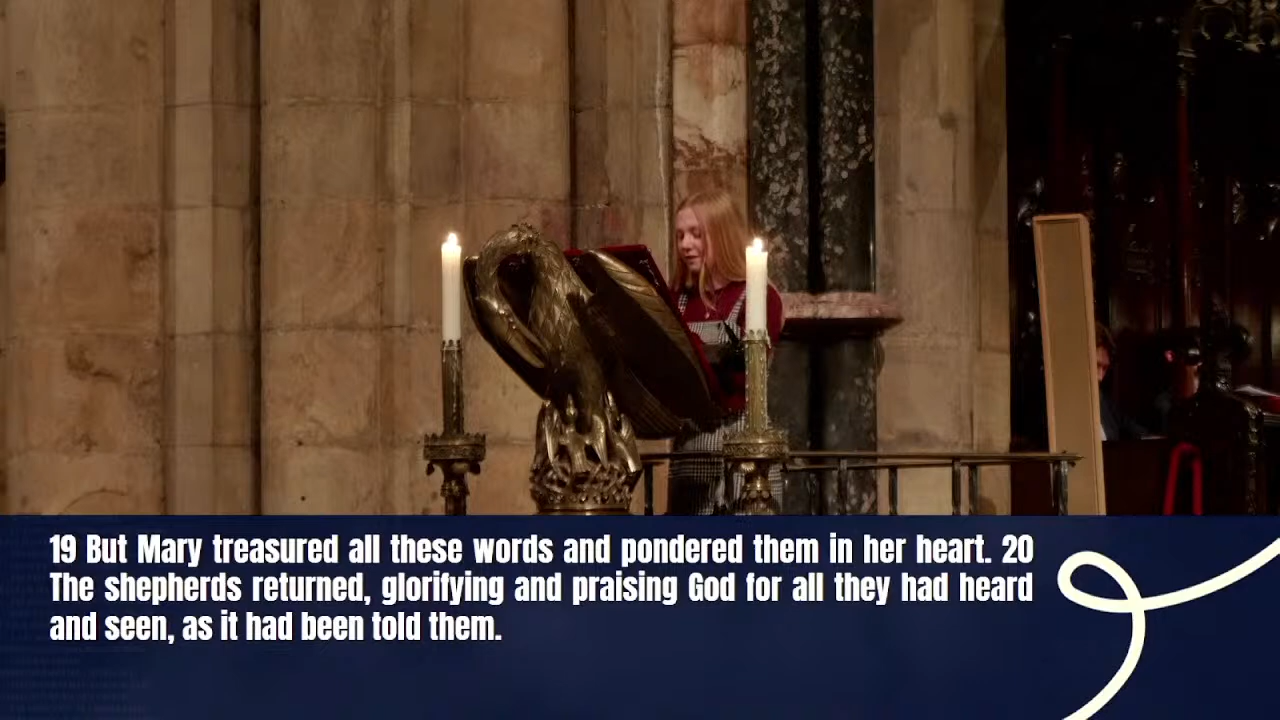 19 But Mary treasured all these words and pondered them in her heart. 20
The shepherds returned, glorifying and praising God for all they had heard
and seen, as it had been told them.